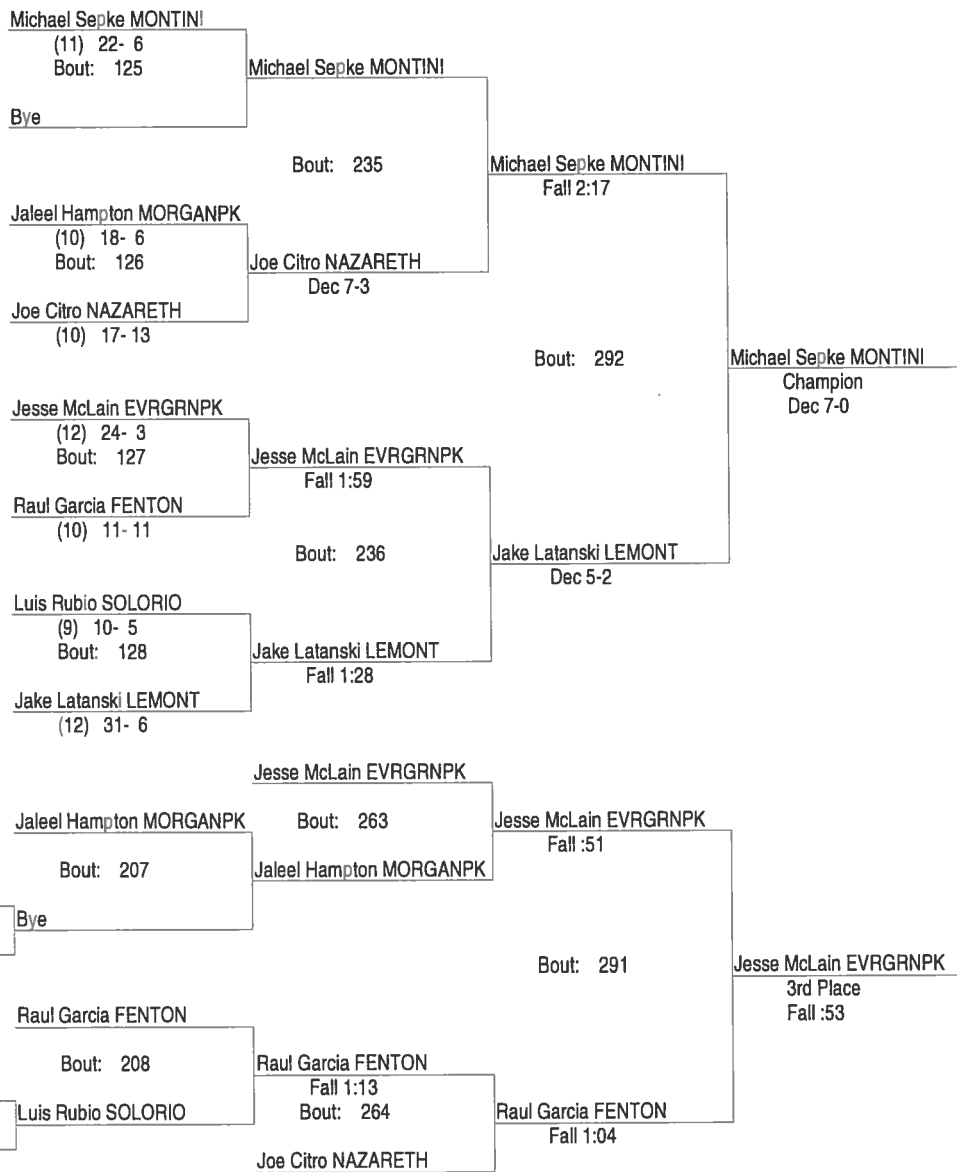 Michael Sepke MONTINI
(11) 22- 6
Bout: 125
Michael Sepke MONTINI
Bye
Bout: 235
Michael Sepke MONTINI
Fall 2:17
Jaleel Hampton MORGANPK
(10) 18- 6
Bout: 126
Joe Citro NAZARETH
Dec 7-3
Joe Citro NAZARETH
(10) 17- 13
Bout: 292
Michael Sepke MONTINI
Champion
Dec 7-0
Jesse McLain EVRGRNPK
(12) 24- 3
Bout: 127
Jesse McLain EVRGRNPK
Fall 1:59
Raul Garcia FENTON
(10) 11- 11
Bout: 236
Jake Latanski LEMONT
Dec 5-2
Luis Rubio SOLORIO
(9) 10- 5
Bout: 128
Jake Latanski LEMONT
Fall 1:28
Jake Latanski LEMONT
(12) 31- 6
Jesse McLain EVRGRNPK
Jaleel Hampton MORGANPK
Bout: 263
Jesse McLain EVRGRNPK
Fall :51
Bout: 207
Jaleel Hampton MORGANPK
Bye
Bout: 291
Jesse McLain EVRGRNPK
3rd Place
Fall :53
Raul Garcia FENTON
Bout: 208
Raul Garcia FENTON
Fall 1:13
Bout: 264
Luis Rubio SOLORIO
Raul Garcia FENTON
Fall 1:04
Joe Citro NAZARETH